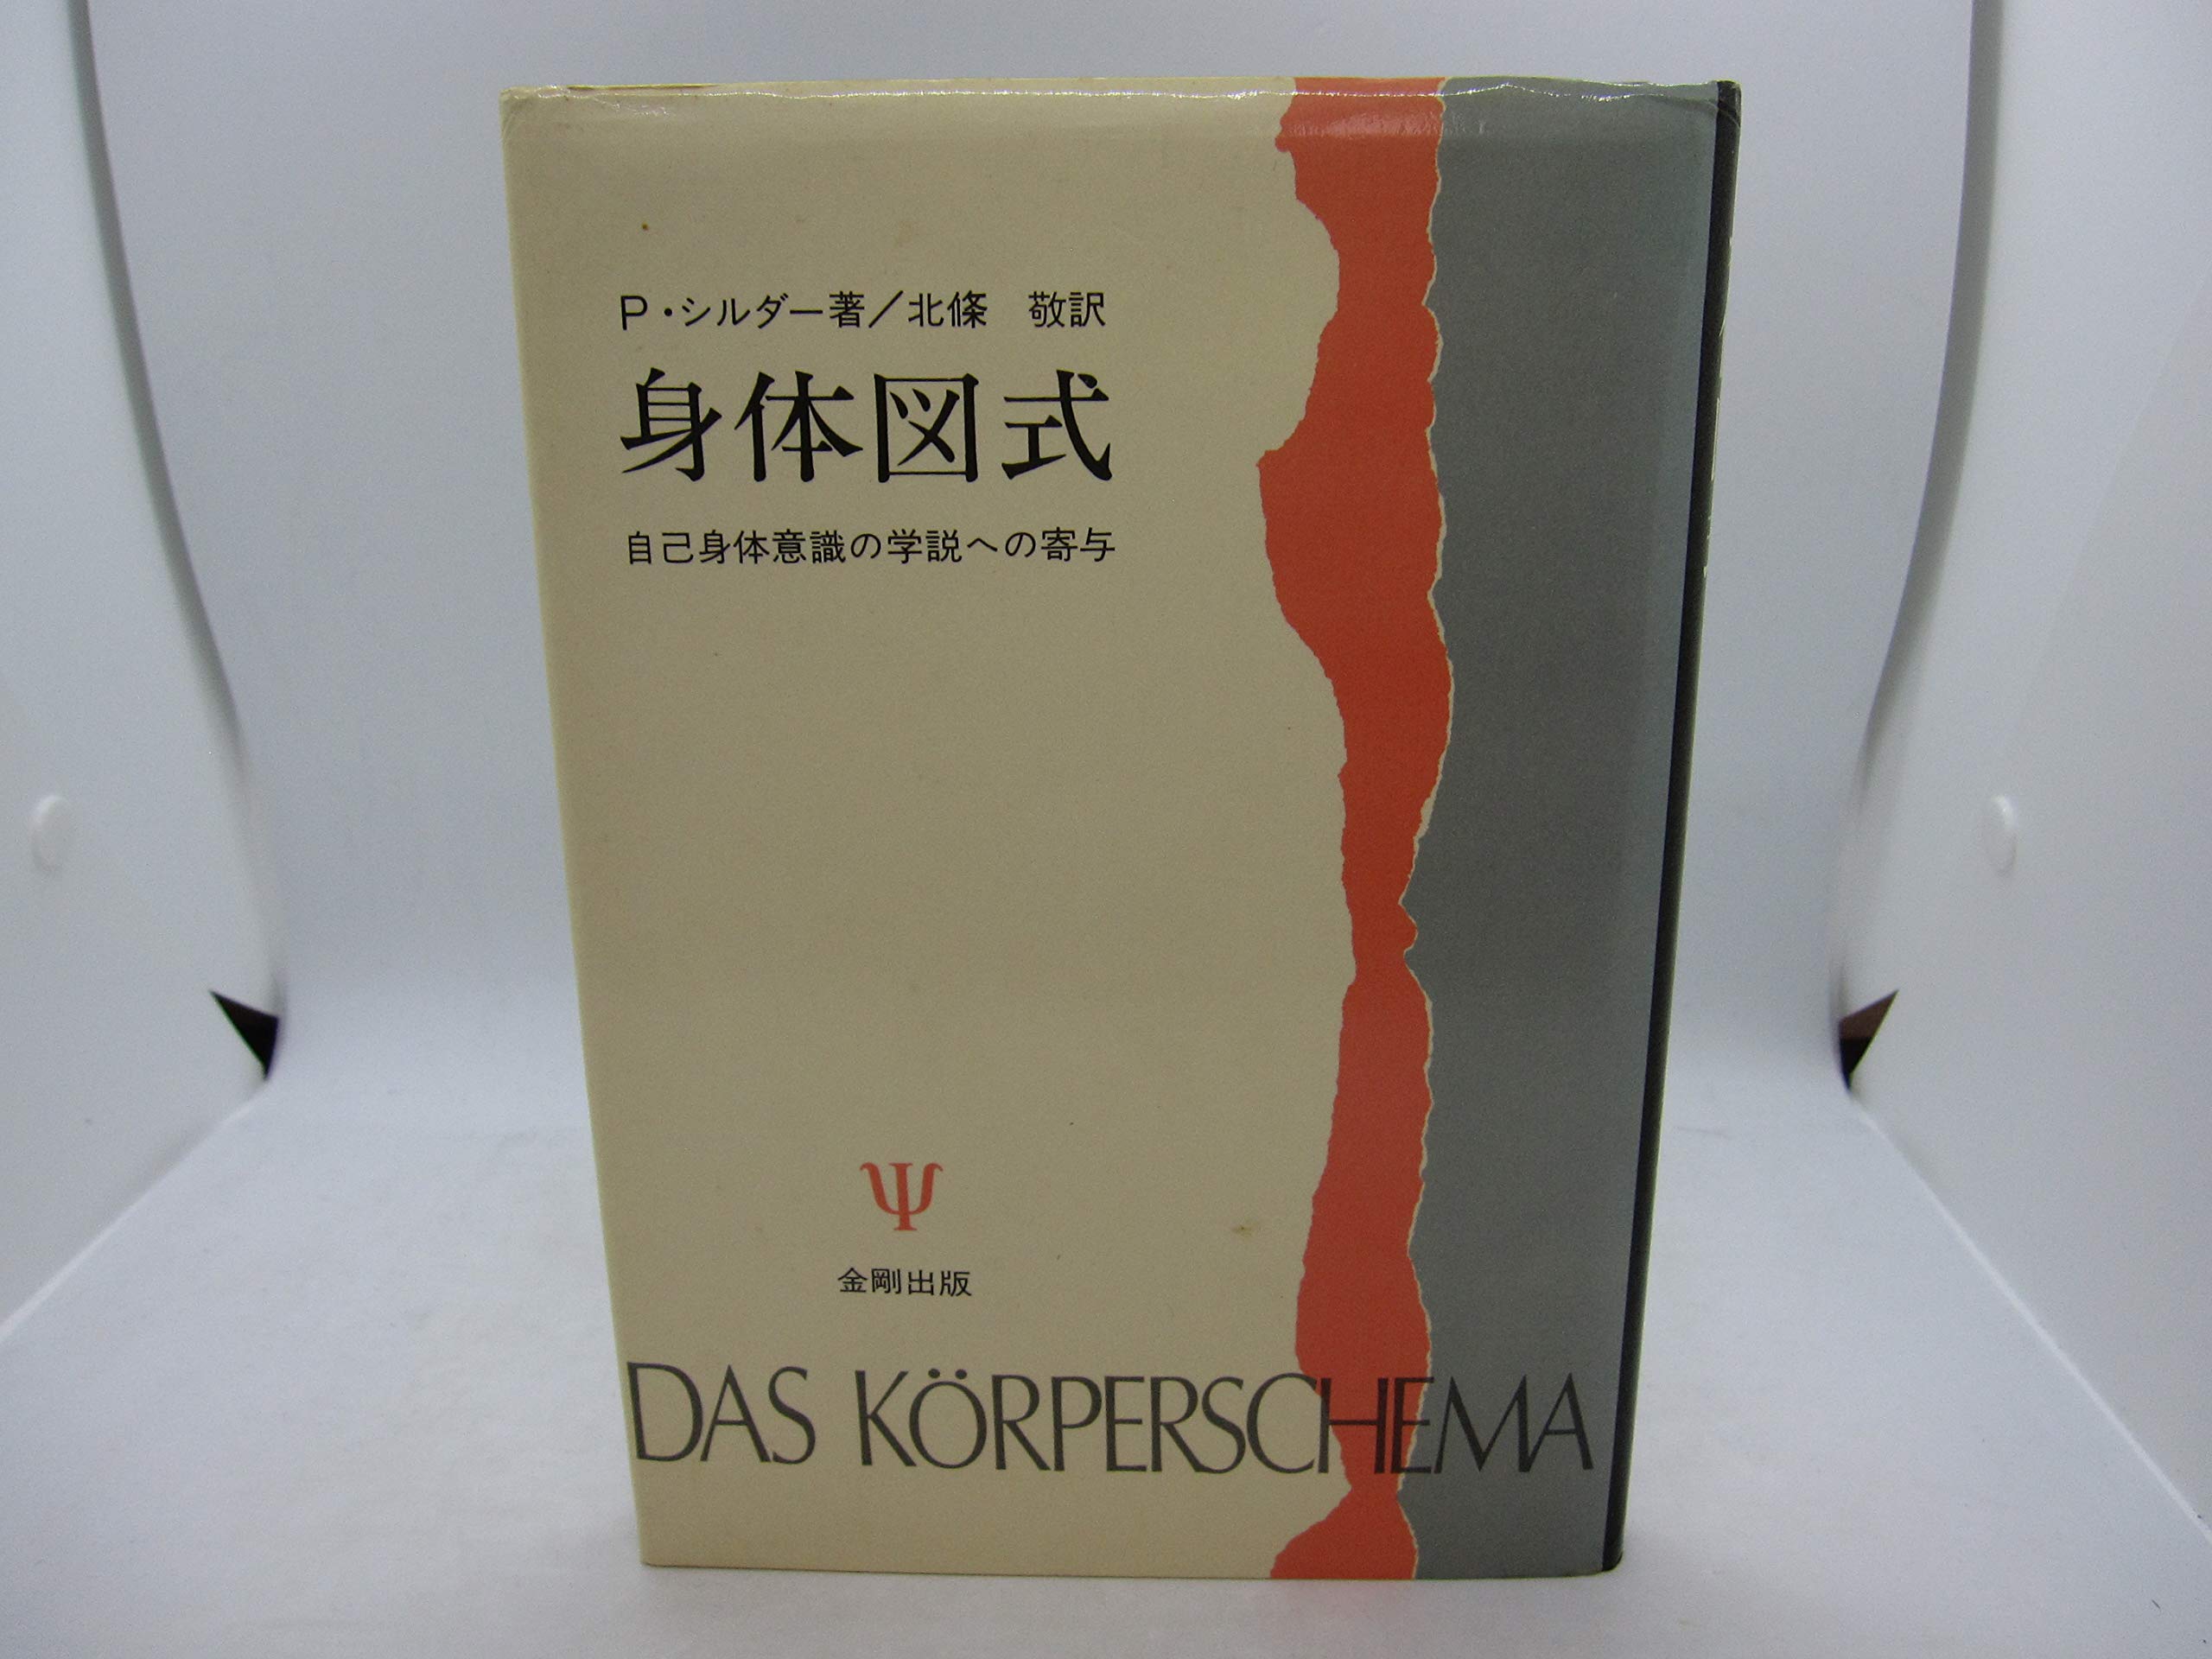 P・シルダー著／北條　敬訳
身体図式
自己身体意識の学説への寄与
Ψ
金剛出版
DAS KÖRPERSCHEMA